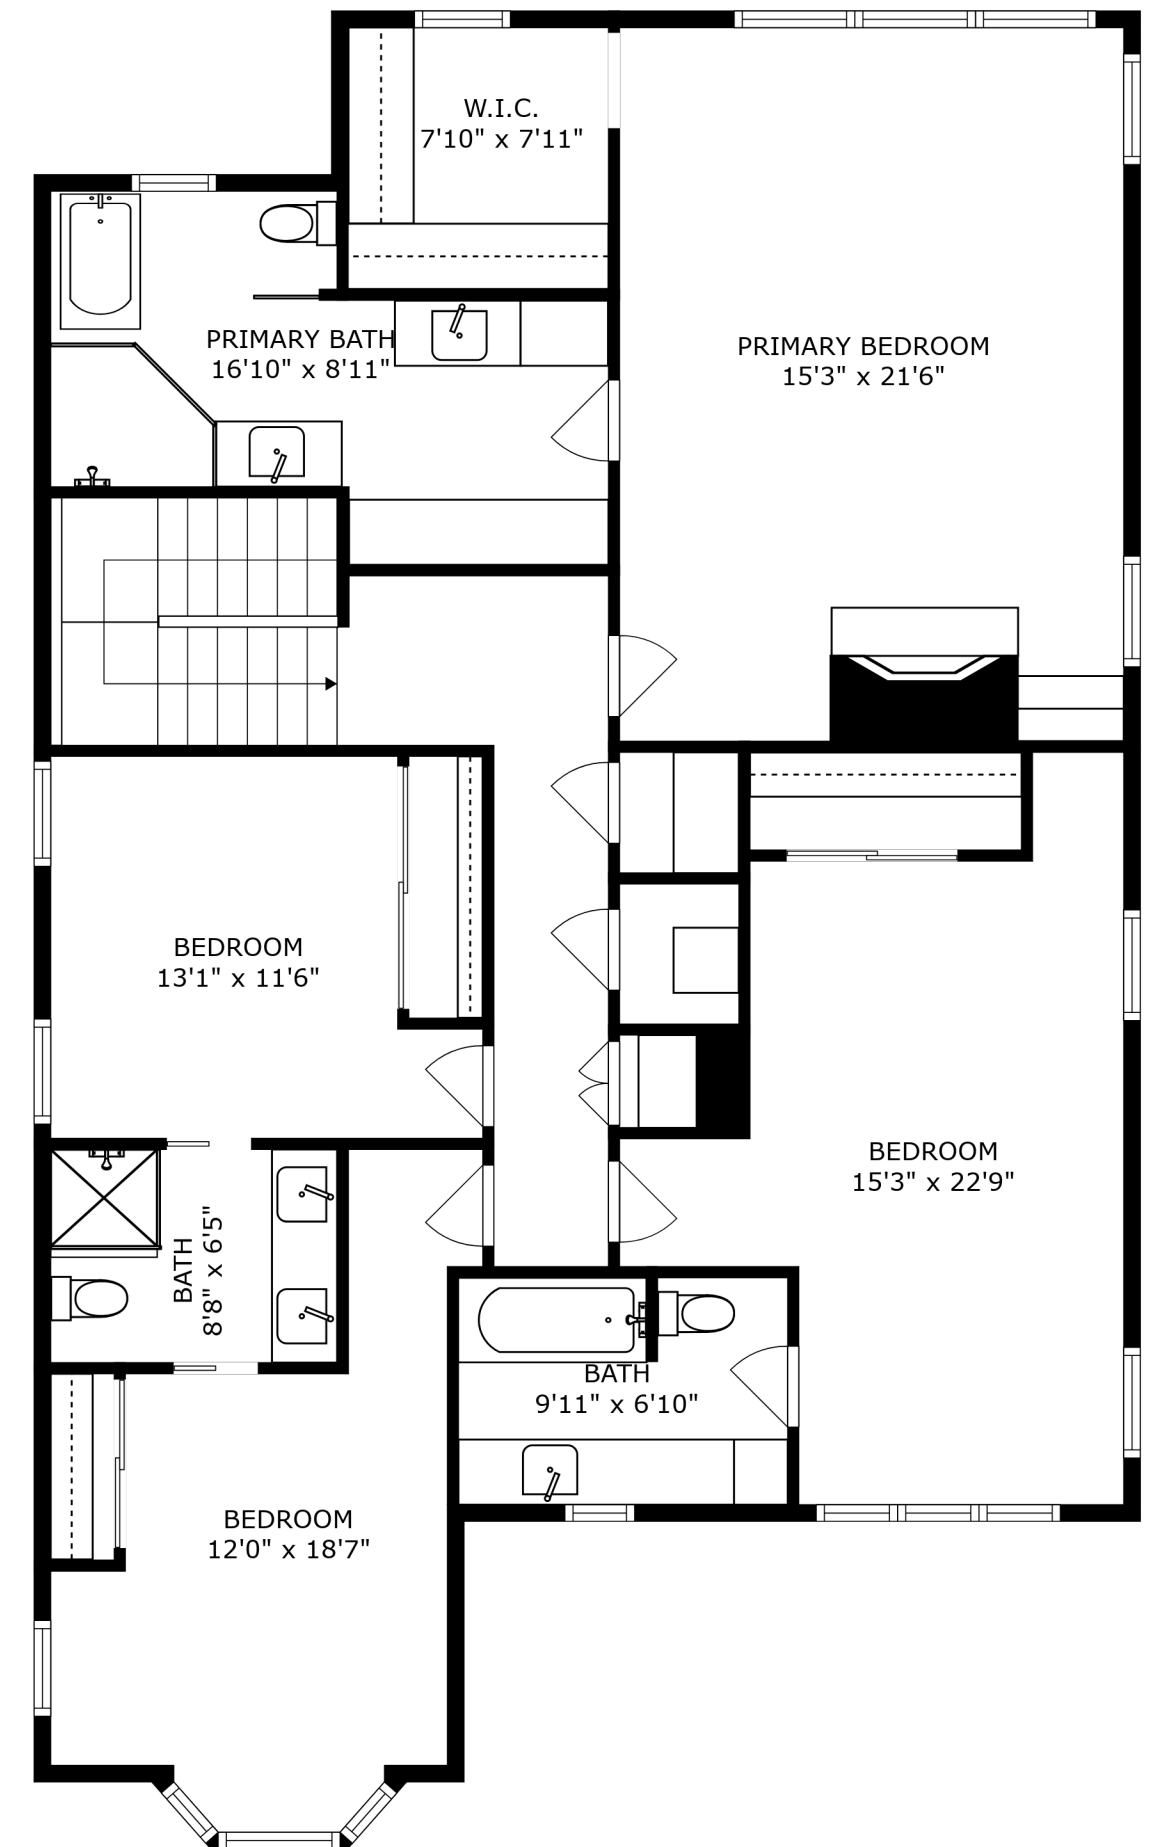 W.I.C.
7'10" x 7'11"
PRIMARY BATH
16'10" x 8'11"
PRIMARY BEDROOM
15'3" x 21'6"
BEDROOM
13'1" x 11'6"
BEDROOM
15'3" x 22'9"
BATH
8'8" x 6'5"
BATH
9'11" x 6'10"
BEDROOM
12'0" x 18'7"